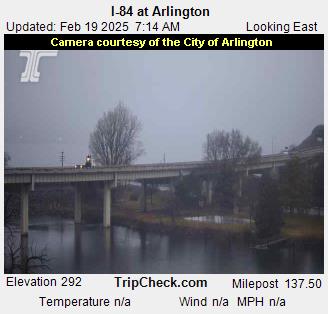 I-84 at Arlington
Updated: Feb 19 2025 7:14 AM Looking East
Camera courtesy of the City of Arlington
Elevation 292 TripCheck.com Milepost 137.50
Temperature n/a Wind n/a MPH n/a